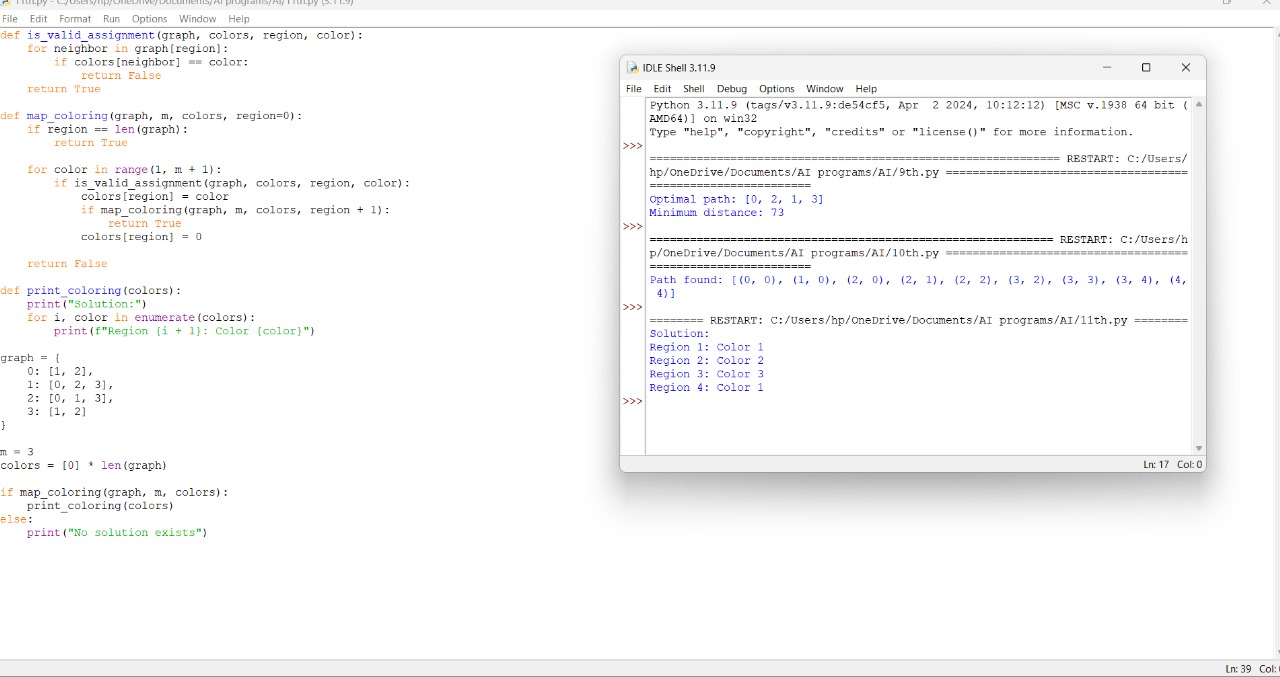 11th.py - C:/Users/hp/OneDrive/Documents/AI programs/AI/11th.py (3.11.9)
File Edit Format Run Options Window Help
def is_valid_assignment(graph, colors, region, color):
    for neighbor in graph[region]:
        if colors[neighbor] == color:
            return False
    return True

def map_coloring(graph, m, colors, region=0):
    if region == len(graph):
        return True

    for color in range(1, m + 1):
        if is_valid_assignment(graph, colors, region, color):
            colors[region] = color
            if map_coloring(graph, m, colors, region + 1):
                return True
            colors[region] = 0

    return False

def print_coloring(colors):
    print("Solution:")
    for i, color in enumerate(colors):
        print(f"Region {i + 1}: Color {color}")

graph = {
    0: [1, 2],
    1: [0, 2, 3],
    2: [0, 1, 3],
    3: [1, 2]
}

m = 3
colors = [0] * len(graph)

if map_coloring(graph, m, colors):
    print_coloring(colors)
else:
    print("No solution exists")
Ln: 39 Col:
IDLE Shell 3.11.9
File Edit Shell Debug Options Window Help
Python 3.11.9 (tags/v3.11.9:de54cf5, Apr  2 2024, 10:12:12) [MSC v.1938 64 bit (
AMD64)] on win32
Type "help", "copyright", "credits" or "license()" for more information.
>>>
============================================================= RESTART: C:/Users/
hp/OneDrive/Documents/AI programs/AI/9th.py ====================================
========================
Optimal path: [0, 2, 1, 3]
Minimum distance: 73
>>>
============================================================ RESTART: C:/Users/h
p/OneDrive/Documents/AI programs/AI/10th.py ====================================
========================
Path found: [(0, 0), (1, 0), (2, 0), (2, 1), (2, 2), (3, 2), (3, 3), (3, 4), (4,
 4)]
>>>
======== RESTART: C:/Users/hp/OneDrive/Documents/AI programs/AI/11th.py ========
Solution:
Region 1: Color 1
Region 2: Color 2
Region 3: Color 3
Region 4: Color 1
>>>
Ln: 17 Col: 0